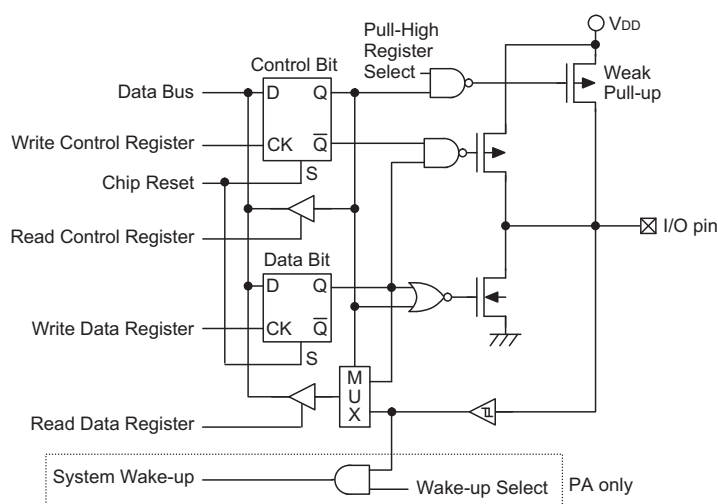 VDD
Pull-High
Register
Select
Weak
Pull-up
Control Bit
Data Bus
D
Q
Write Control Register
CK
Q
Chip Reset
S
Read Control Register
I/O pin
Data Bit
D
Q
Write Data Register
CK
Q
S
M
U
X
Read Data Register
System Wake-up
Wake-up Select
PA only